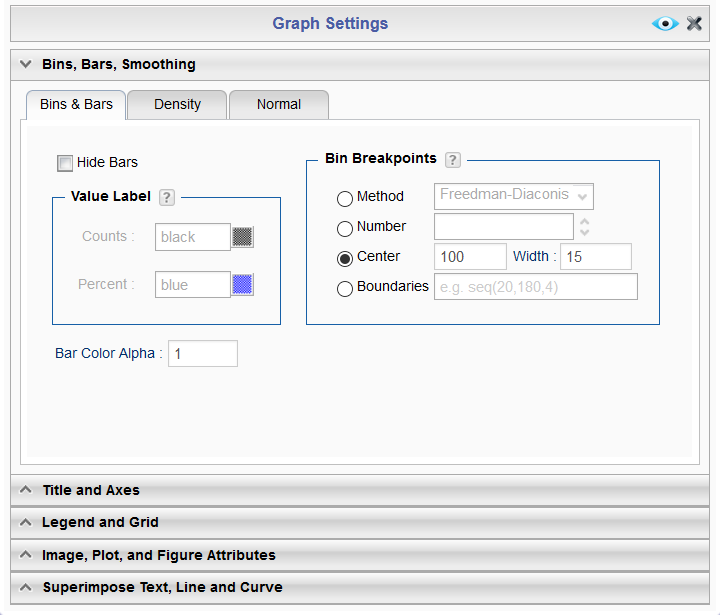 Graph Settings
Bins, Bars, Smoothing
Bins & Bars Density Normal
Hide Bars
Value Label ?
Counts : black
Percent : blue
Bar Color Alpha : 1
Bin Breakpoints ?
Method Freedman-Diaconis
Number
Center 100 Width : 15
Boundaries e.g. seq(20,180,4)
Title and Axes
Legend and Grid
Image, Plot, and Figure Attributes
Superimpose Text, Line and Curve